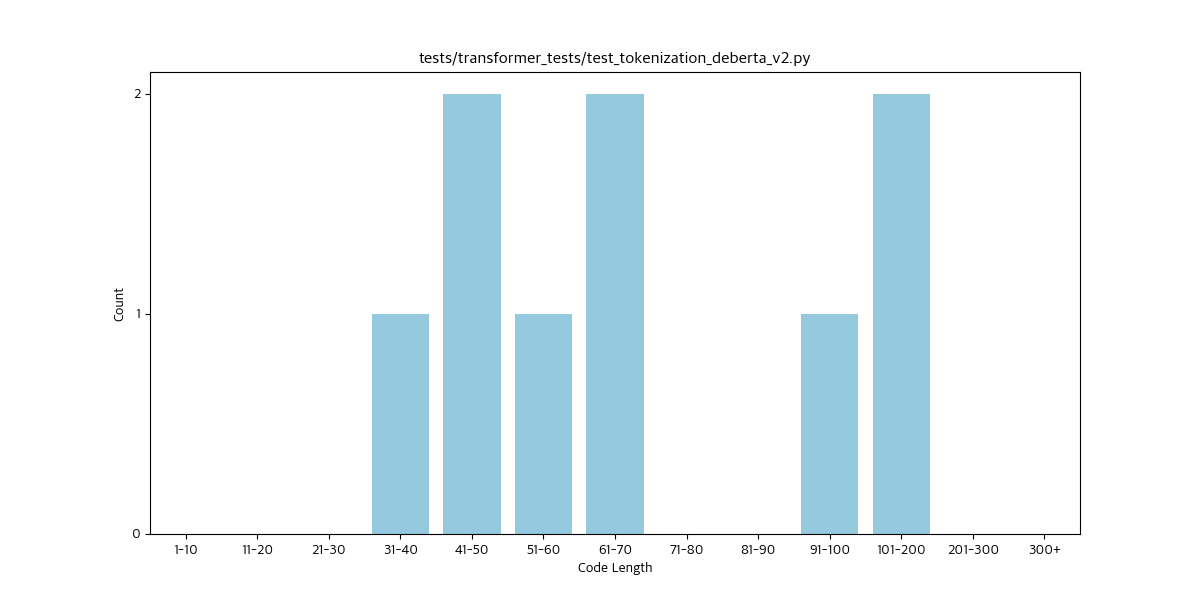 tests/transformer_tests/test_tokenization_deberta_v2.py
2
1
0
Count
1-10 11-20 21-30 31-40 41-50 51-60 61-70 71-80 81-90 91-100 101-200 201-300 300+
Code Length